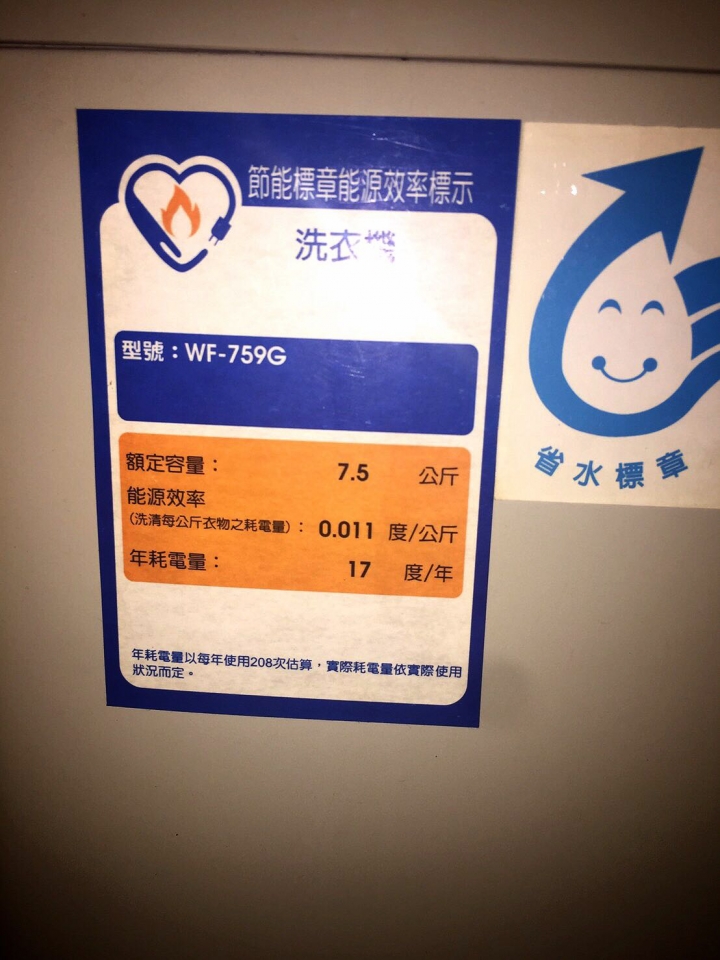 節能標章能源效率標示
洗衣機
型號：WF-759G
額定容量： 7.5 公斤
能源效率
(洗清每公斤衣物之耗電量)： 0.011 度/公斤
年耗電量： 17 度/年
年耗電量以每年使用208次估算，實際耗電量依實際使用
狀況而定。
省水標章